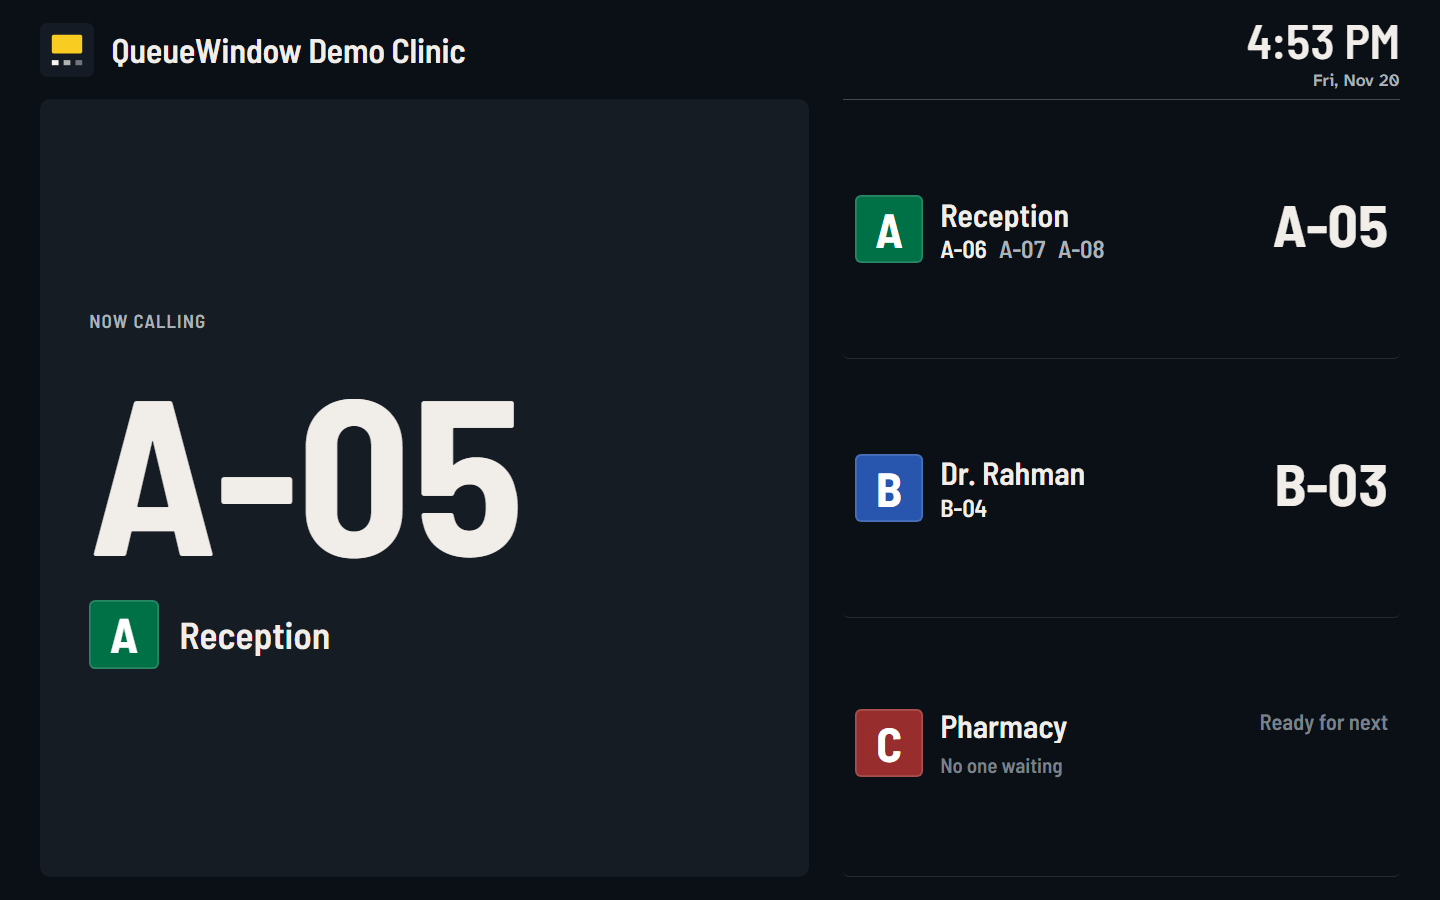 QueueWindow Demo Clinic
4:53 PM
Fri, Nov 20
NOW CALLING
A-05
A Reception
A Reception A-05
A-06 A-07 A-08
B Dr. Rahman B-03
B-04
C Pharmacy Ready for next
No one waiting